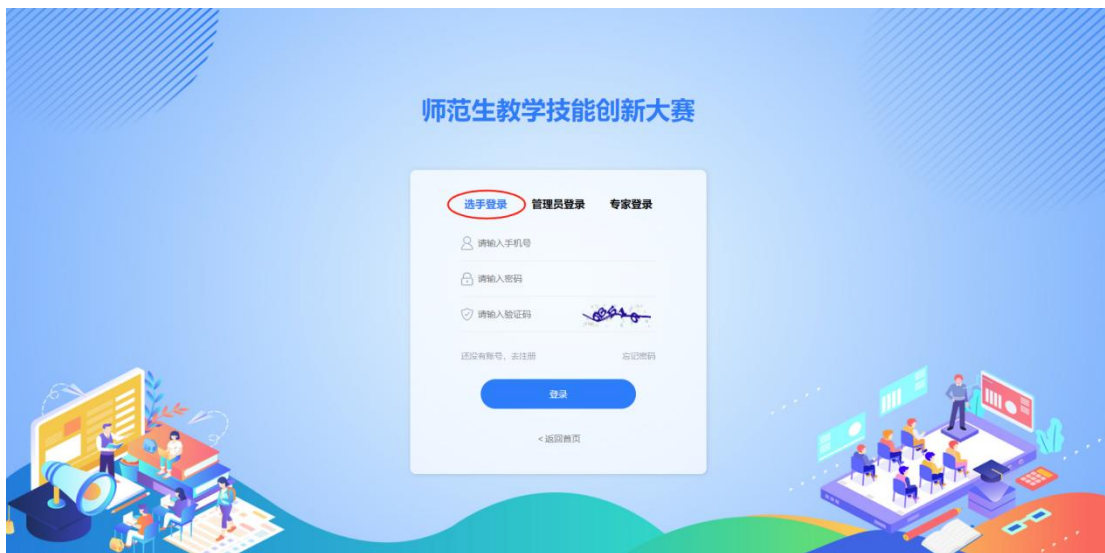 师范生教学技能创新大赛
选手登录 管理员登录 专家登录
请输入手机号
请输入密码
请输入验证码
还没有账号，去注册 忘记密码
登录
<返回首页